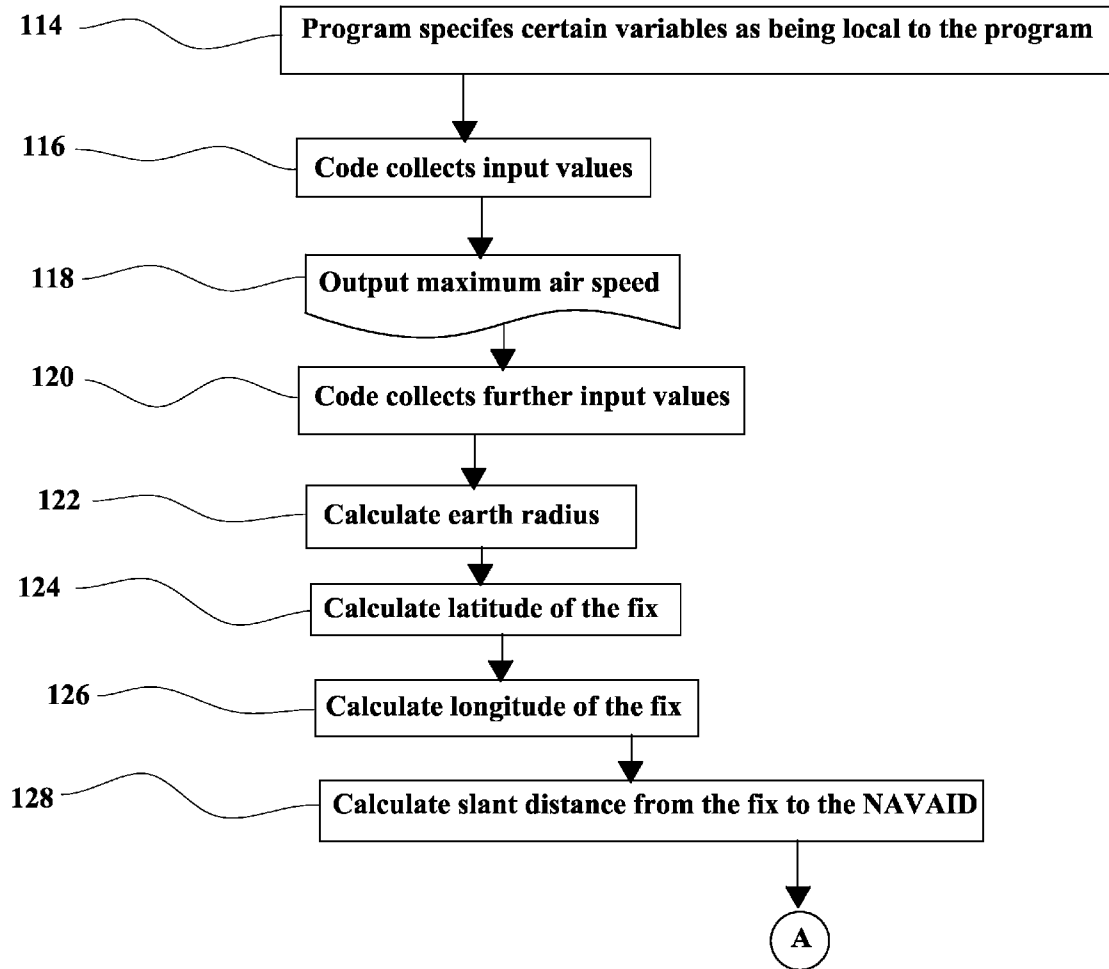 114 Program specifes certain variables as being local to the program
116 Code collects input values
118 Output maximum air speed
120 Code collects further input values
122 Calculate earth radius
124 Calculate latitude of the fix
126 Calculate longitude of the fix
128 Calculate slant distance from the fix to the NAVAID
A